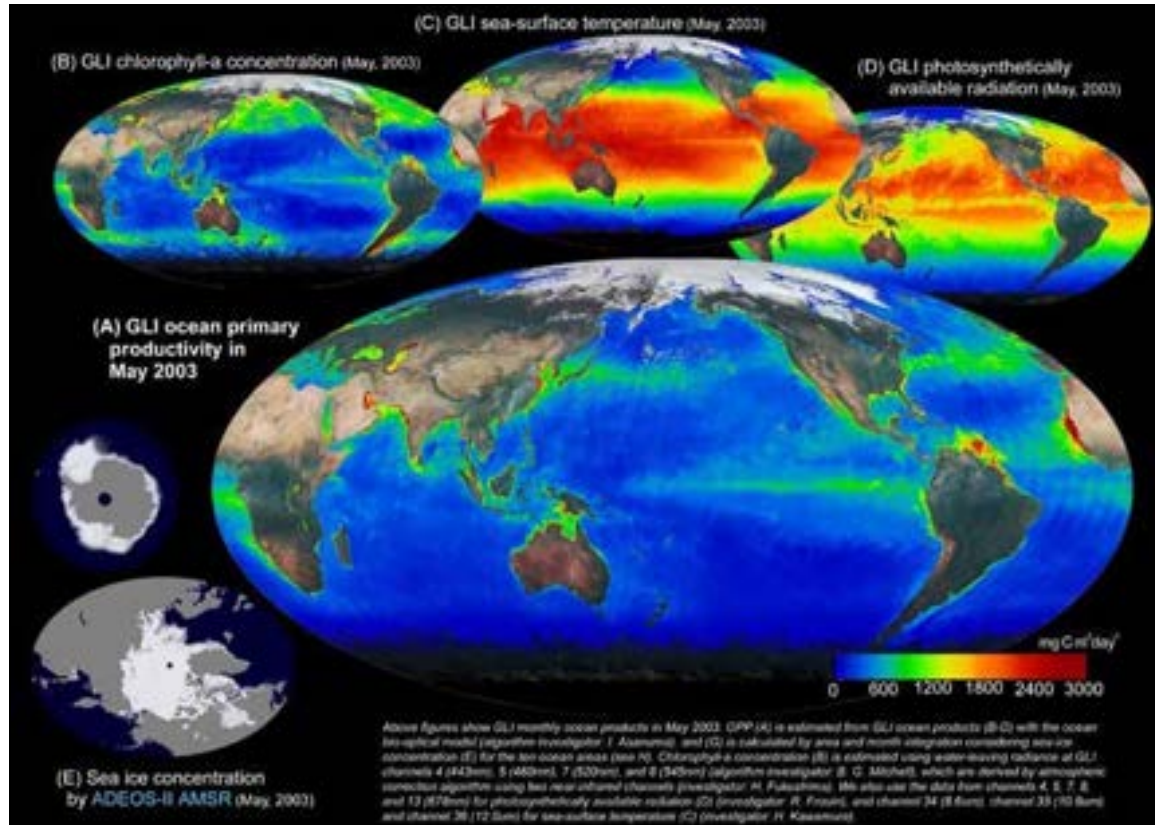 (C) GLI sea-surface temperature (May, 2003)
(B) GLI chlorophyll-a concentration (May, 2003)
(D) GLI photosynthetically
available radiation (May, 2003)
(A) GLI ocean primary
productivity in
May 2003
mg C m² day¹
0 600 1200 1800 2400 3000
(E) Sea ice concentration
by ADEOS-II AMSR (May, 2003)
Above figures show GLI monthly ocean products in May 2003. OPP (A) is estimated from GLI ocean products (B-D) with the ocean
bio-optical model (algorithm investigator: I. Asanuma), and (G) is calculated by area and month integration considering sea-ice
concentration (E) for the ten ocean areas (see H). Chlorophyll-a concentration (B) is estimated using water-leaving radiance at GLI
channels 4 (443nm), 5 (460nm), 7 (520nm), and 8 (545nm) (algorithm investigator: B. G. Mitchell), which are derived by atmospheric
correction algorithm using two near-infrared channels (investigator: H. Fukushima). We also use the data from channels 4, 5, 7, 8,
and 13 (678nm) for photosynthetically available radiation (D) (investigator: R. Frouin), and channel 34 (8.6um), channel 35 (10.8um)
and channel 36 (12.0um) for sea-surface temperature (C) (investigator: H. Kawamura).